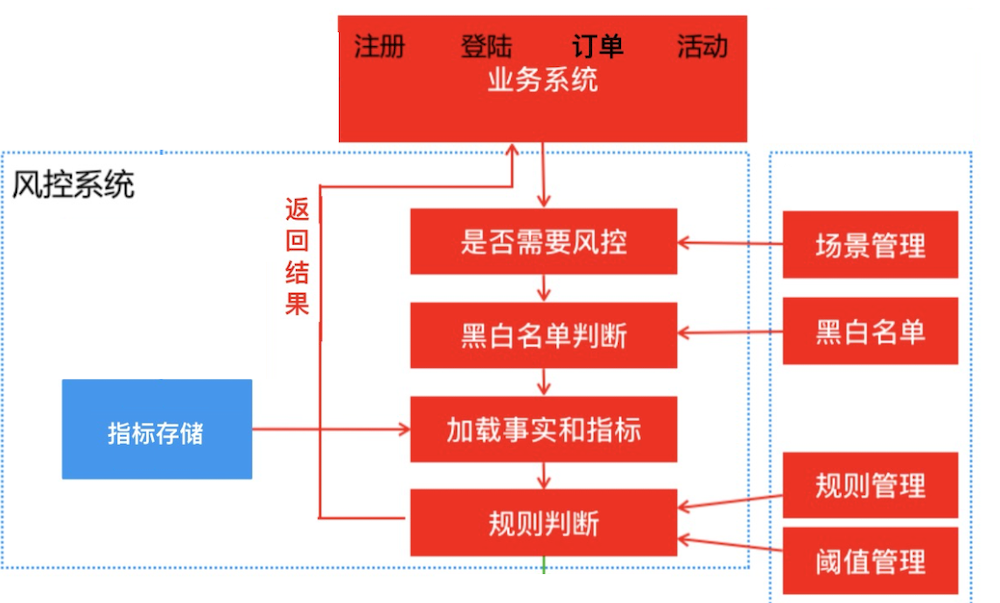 注册 登陆 订单 活动
业务系统
风控系统
返回结果
是否需要风控
场景管理
黑白名单判断
黑白名单
指标存储
加载事实和指标
规则管理
规则判断
阈值管理